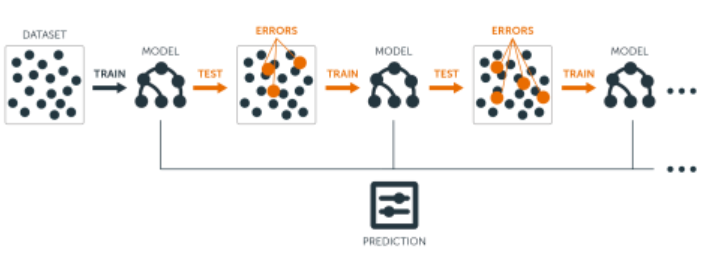 DATASET
TRAIN
MODEL
TEST
ERRORS
TRAIN
MODEL
TEST
ERRORS
TRAIN
MODEL
PREDICTION